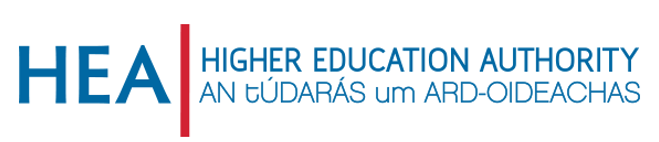 HEA
HIGHER EDUCATION AUTHORITY
AN tÚDARÁS um ARD-OIDEACHAS